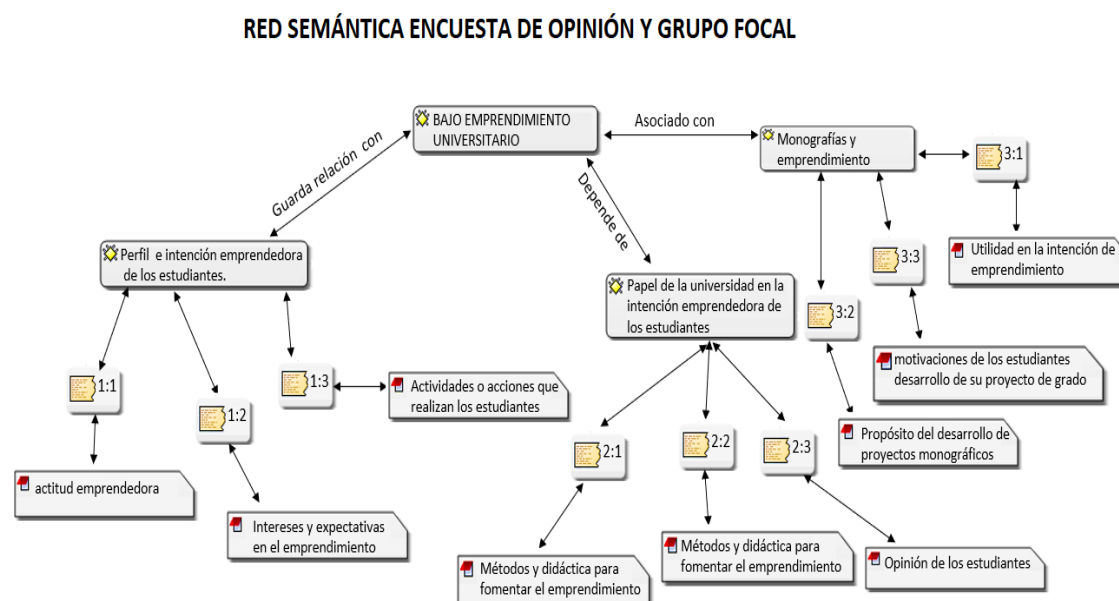 RED SEMÁNTICA ENCUESTA DE OPINIÓN Y GRUPO FOCAL
BAJO EMPRENDIMIENTO
UNIVERSITARIO
Asociado con
Monografías y
emprendimiento
3:1
Guarda relación con
Depende de
Utilidad en la intención de
emprendimiento
Perfil e intención emprendedora
de los estudiantes.
3:3
Papel de la universidad en la
intención emprendedora de
los estudiantes
3:2
motivaciones de los estudiantes
desarrollo de su proyecto de grado
1:1
1:2
1:3
Actividades o acciones que
realizan los estudiantes
Propósito del desarrollo de
proyectos monográficos
2:1
2:2
2:3
actitud emprendedora
Intereses y expectativas
en el emprendimiento
Métodos y didáctica para
fomentar el emprendimiento
Métodos y didáctica para
fomentar el emprendimiento
Opinión de los estudiantes